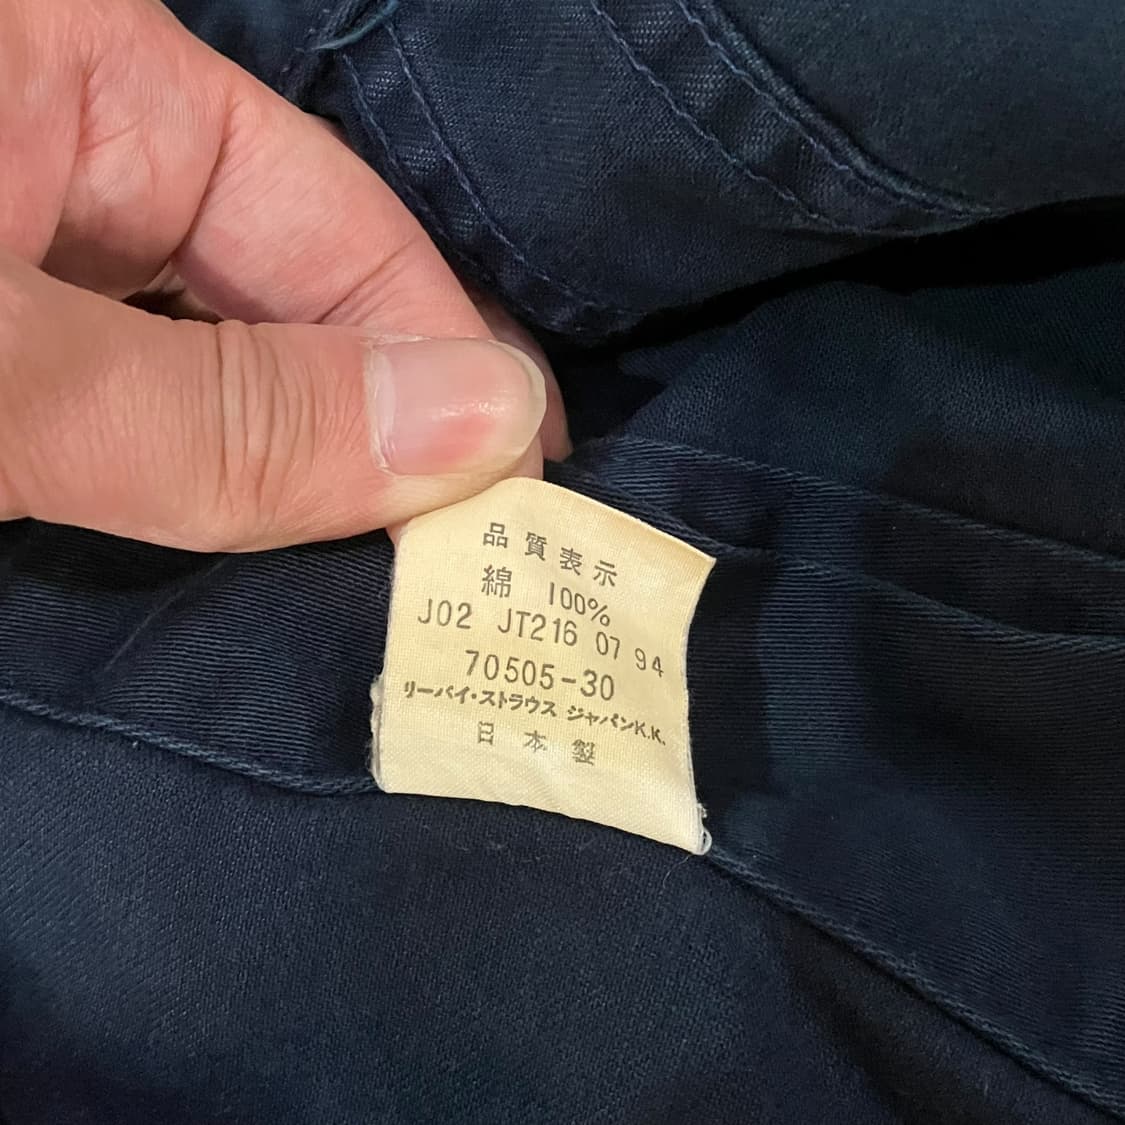 品質表示
綿 100%
J02 JT216 07 94
70505-30
リーバイ・ストラウス ジャパンK.K.
日本製